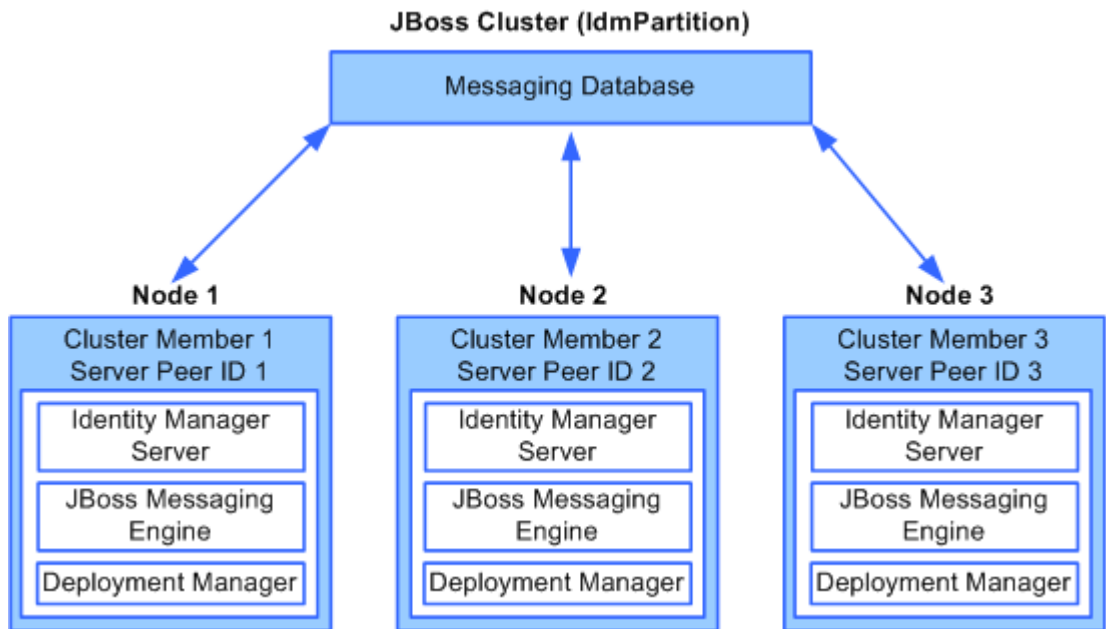 JBoss Cluster (IdmPartition)
Messaging Database
Node 1
Node 2
Node 3
Cluster Member 1
Server Peer ID 1
Identity Manager
Server
JBoss Messaging
Engine
Deployment Manager
Cluster Member 2
Server Peer ID 2
Identity Manager
Server
JBoss Messaging
Engine
Deployment Manager
Cluster Member 3
Server Peer ID 3
Identity Manager
Server
JBoss Messaging
Engine
Deployment Manager